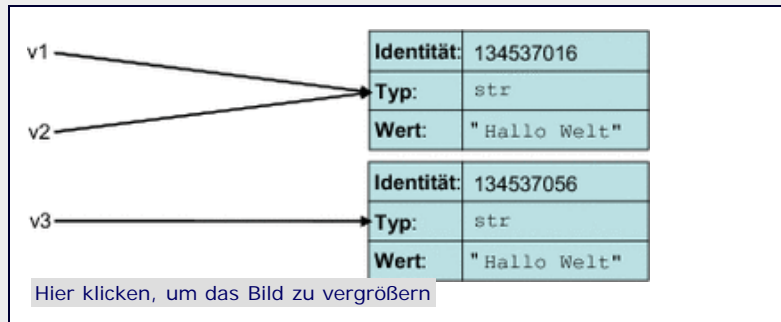 v1
Identität: 134537016
Typ: str
v2
Wert: "Hallo Welt"
Identität: 134537056
v3
Typ: str
Wert: "Hallo Welt"
Hier klicken, um das Bild zu vergrößern